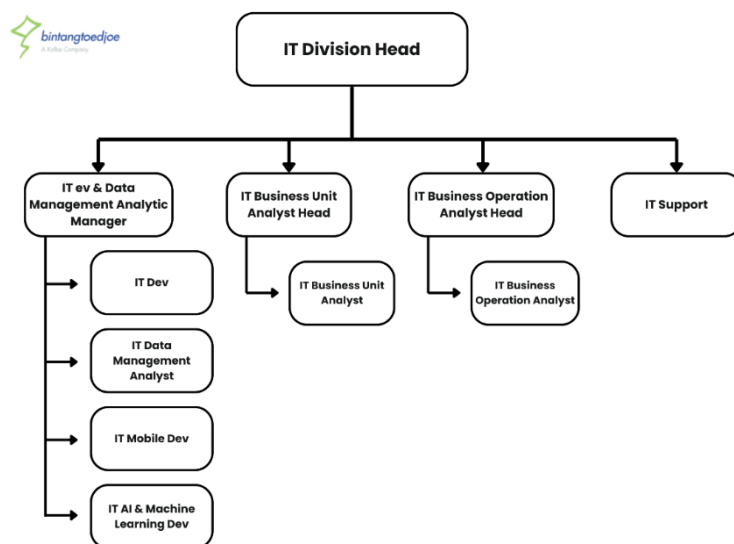 bintangtoedjoe
A Kalbe Company
IT Division Head
IT ev & Data
Management Analytic
Manager
IT Business Unit
Analyst Head
IT Business Operation
Analyst Head
IT Support
IT Dev
IT Business Unit
Analyst
IT Business
Operation Analyst
IT Data
Management
Analyst
IT Mobile Dev
IT AI & Machine
Learning Dev